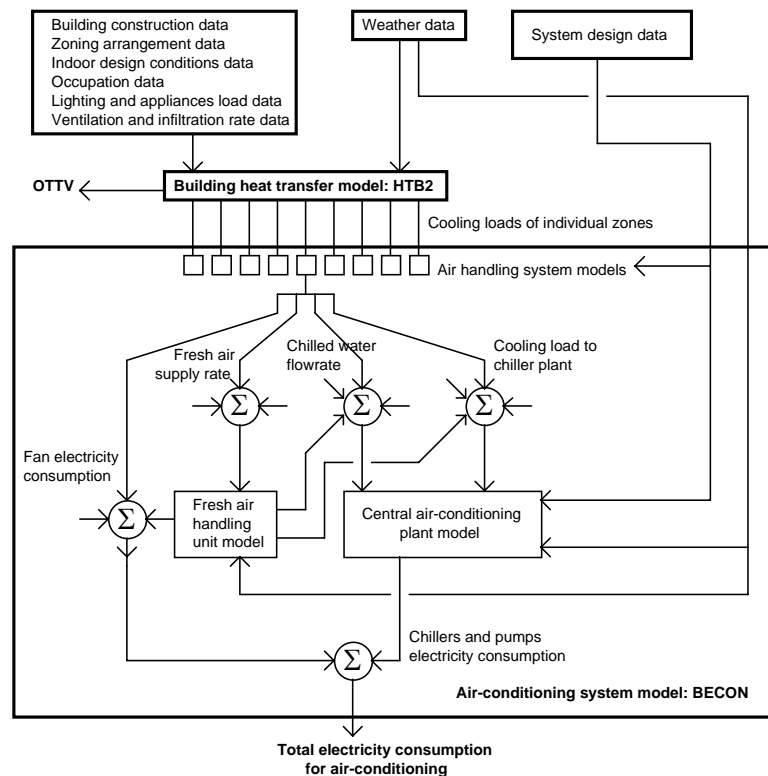 Building construction data
Zoning arrangement data
Indoor design conditions data
Occupation data
Lighting and appliances load data
Ventilation and infiltration rate data
Weather data
System design data
OTTV
Building heat transfer model: HTB2
Cooling loads of individual zones
Air handling system models
Fresh air
supply rate
Chilled water
flowrate
Cooling load to
chiller plant
Σ
Σ
Σ
Fan electricity
consumption
Σ
Fresh air
handling
unit model
Central air-conditioning
plant model
Σ
Chillers and pumps
electricity consumption
Air-conditioning system model: BECON
Total electricity consumption
for air-conditioning